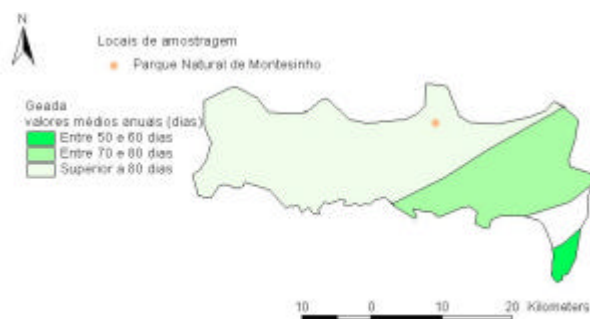 N
Locais de amostragem
Parque Natural de Montesinho
Geada
valores médios anuais (dias)
Entre 50 e 60 dias
Entre 70 e 80 dias
Superior a 80 dias
10 0 10 20 Kilometers